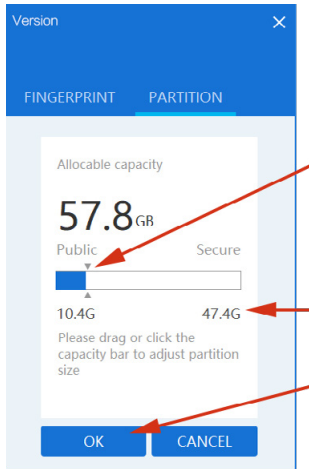 Version
FINGERPRINT PARTITION
Allocable capacity
57.8GB
Public Secure
10.4G 47.4G
Please drag or click the
capacity bar to adjust partition
size
OK CANCEL